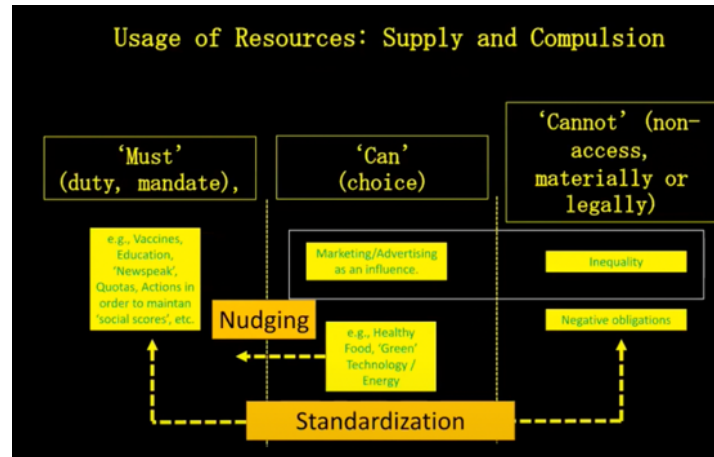 Usage of Resources: Supply and Compulsion
'Must'
(duty, mandate),
'Can'
(choice)
'Cannot' (non-
access,
materially or
legally)
e.g., Vaccines,
Education,
'Newspeak',
Quotas, Actions in
order to maintan
'social scores', etc.
Marketing/Advertising
as an influence.
Inequality
Nudging
Negative obligations
e.g., Healthy
Food, 'Green'
Technology /
Energy
Standardization